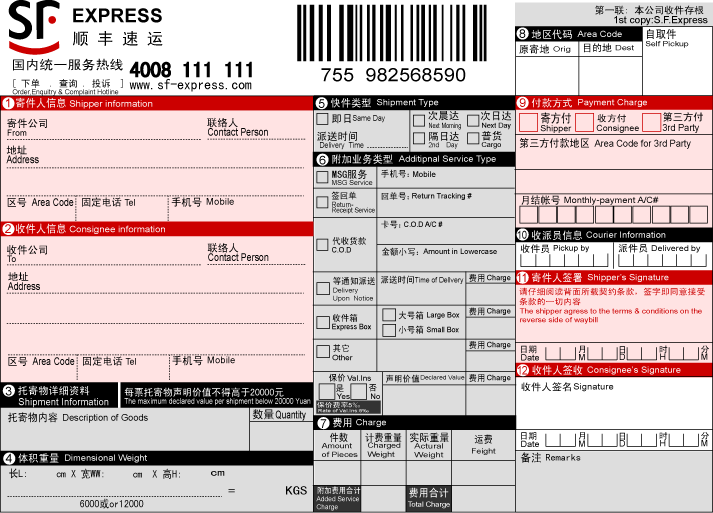 SF EXPRESS
顺丰速运
国内统一服务热线 4008 111 111
[ 下单 . 查询 . 投诉 ] www.sf-express.com
Order,Enquity & Complaint Hotline
755 982568590
第一联：本公司收件存根
1st copy:S.F.Express
❶寄件人信息 Shipper information
寄件公司 联络人
From Contact Person
地址
Address
区号 Area Code 固定电话 Tel 手机号 Mobile
❷收件人信息 Consignee information
收件公司 联络人
To Contact Person
地址
Address
区号 Area Code 固定电话 Tel 手机号 Mobile
❸ 托寄物详细资料 每票托寄物声明价值不得高于20000元
Shipment Information The maximum declared value per shipment below 20000 Yuan
托寄物内容 Description of Goods 数量 Quantity
❹ 体积重量 Dimensional Weight
长L: cm X 宽WW: cm X 高H: cm
= KGS
6000或or12000
❺ 快件类型 Shipment Type
即日 Same Day 次晨达 次日达
Next Morning Next Day
派送时间 隔日达 普货
Delivery Time 2nd Day Cargo
❻ 附加业务类型 Additipnal Service Type
MSG服务 手机号：Mobile
MSG Service
签回单 回单号：Return Tracking #
Return-
Receipt Service
代收货款 卡号：C.O.D A/C #
C.O.D
金额小写：Amount in Lowercase
等通知派送 派送时间Time of Delivery 费用 Charge
Delivery
Upon Notice
收件箱 大号箱 Large Box 费用 Charge
Express Box 小号箱 Small Box
其它 费用 Charge
Other
保价 Val.Ins 声明价值 Declared Value 费用 Charge
是 否
Yes No
保价费率5‰
Rate of Val.Ins 5‰
❼ 费用 Charge
件数 计费重量 实际重量 运费
Amount Charged Actural Feight
of Pieces Weight Weight
附加费用合计 费用合计
Added Service Total Charge
Charge
❽ 地区代码 Area Code 自取件
原寄地 Orig 目的地 Dest Self Pickup
❾ 付款方式 Payment Charge
寄方付 收方付 第三方付
Shipper Consignee 3rd Party
第三方付款地区 Area Code for 3rd Party
月结帐号 Monthly-payment A/C#
❿ 收派员信息 Courier Information
收件员 Pickup by 派件员 Delivered by
⓫ 寄件人签署 Shipper's Signature
请仔细阅读背面所载契约条款，签字即同意接受
条款的一切内容
The shipper agress to the terms & conditions on the
reverse side of waybill
日期 月 日 时 分
Date M D H M
⓬ 收件人签收 Consignee's Signature
收件人签名Signature
日期 月 日 时 分
Date M D H M
备注 Remarks